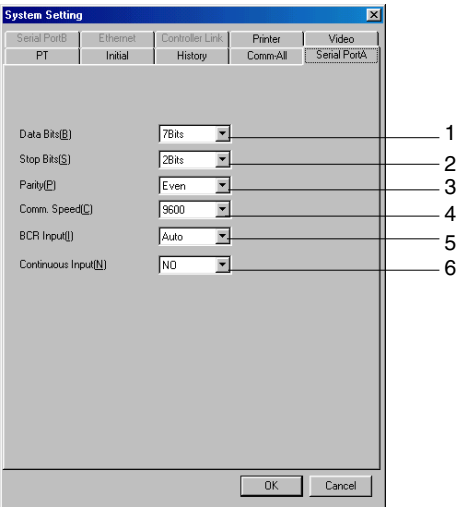 System Setting
Serial PortB Ethernet Controller Link Printer Video
PT Initial History Comm-All Serial PortA
Data Bits(B) 7Bits 1
Stop Bits(S) 2Bits 2
Parity(P) Even 3
Comm. Speed(C) 9600 4
BCR Input(I) Auto 5
Continuous Input(N) NO 6
OK Cancel